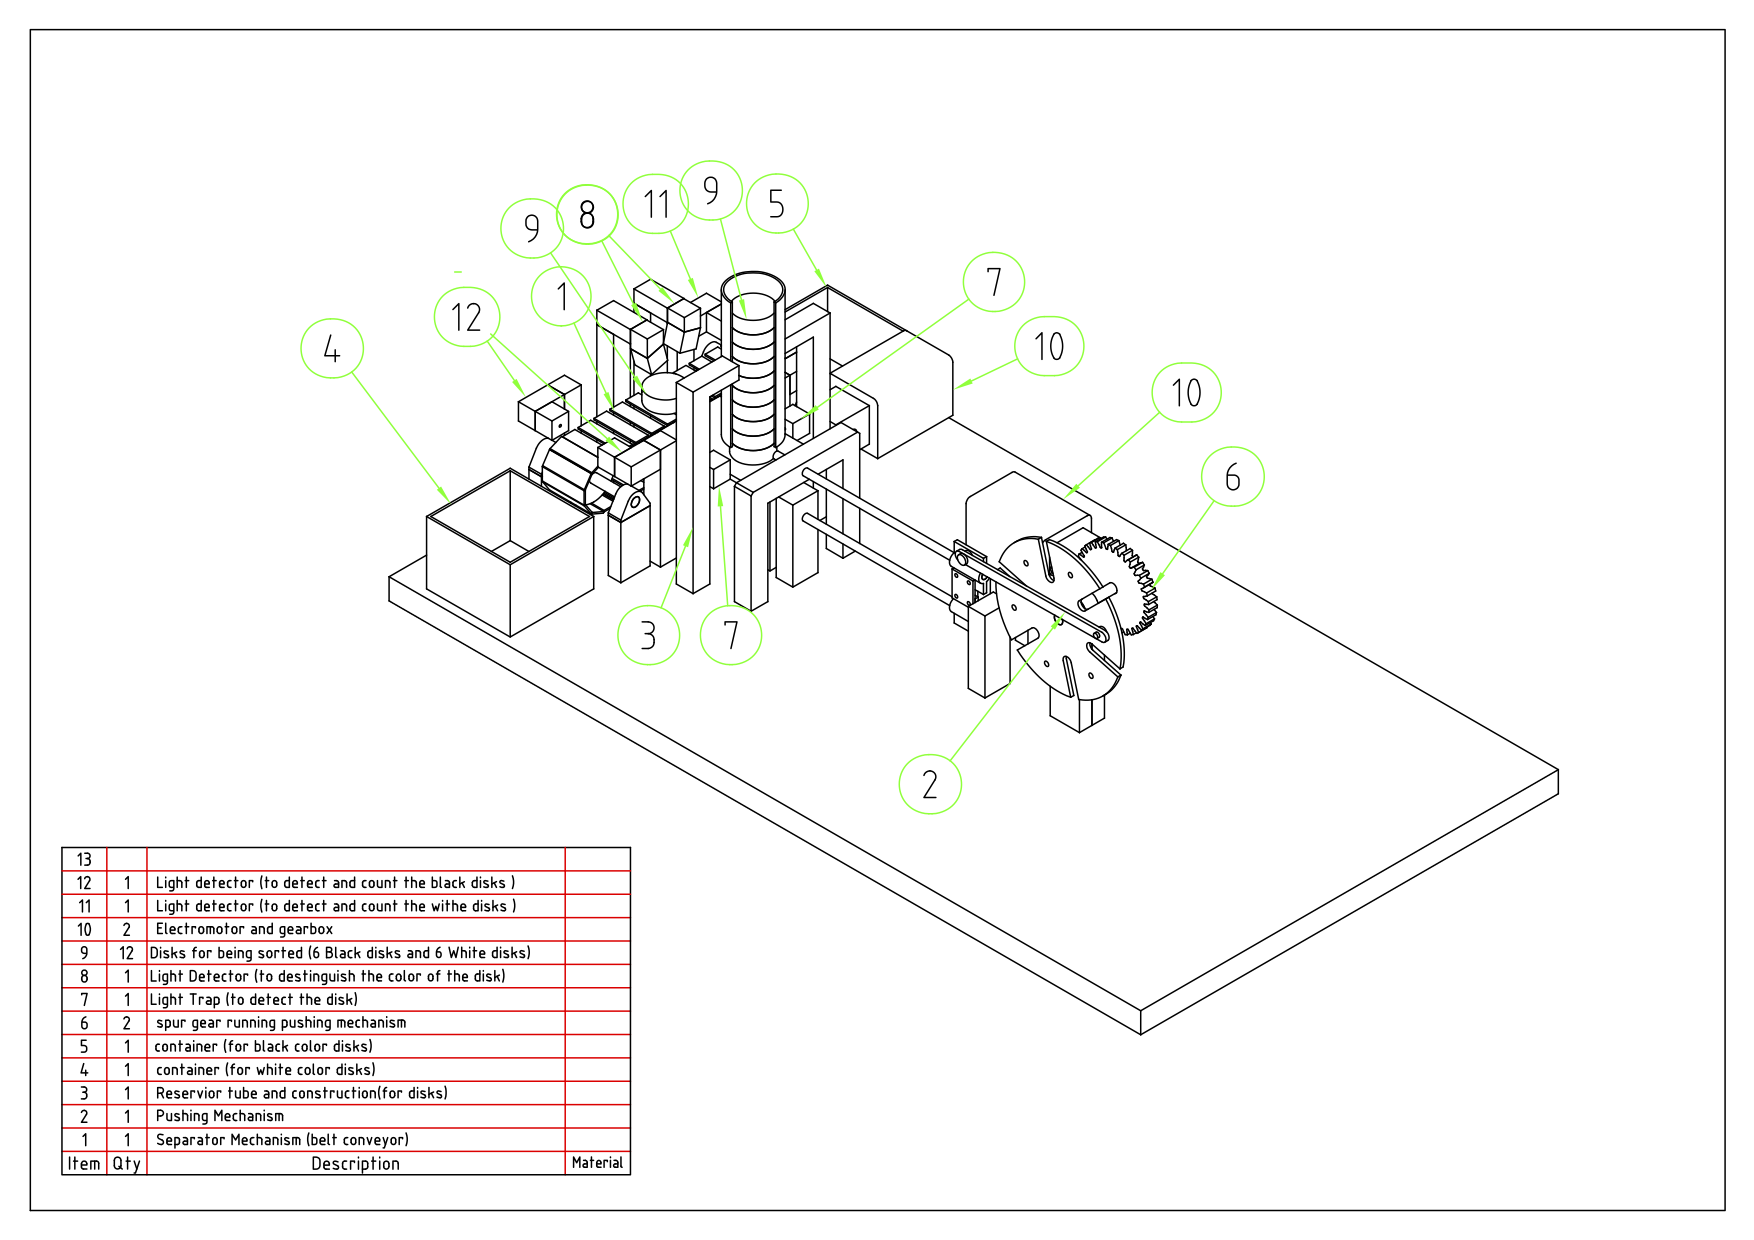 9
8
11
9
5
1
7
12
4
10
10
6
3
7
2
13
12 1 Light detector (to detect and count the black disks )
11 1 Light detector (to detect and count the withe disks )
10 2 Electromotor and gearbox
9 12 Disks for being sorted (6 Black disks and 6 White disks)
8 1 Light Detector (to destinguish the color of the disk)
7 1 Light Trap (to detect the disk)
6 2 spur gear running pushing mechanism
5 1 container (for black color disks)
4 1 container (for white color disks)
3 1 Reservior tube and construction(for disks)
2 1 Pushing Mechanism
1 1 Separator Mechanism (belt conveyor)
Item Qty Description Material